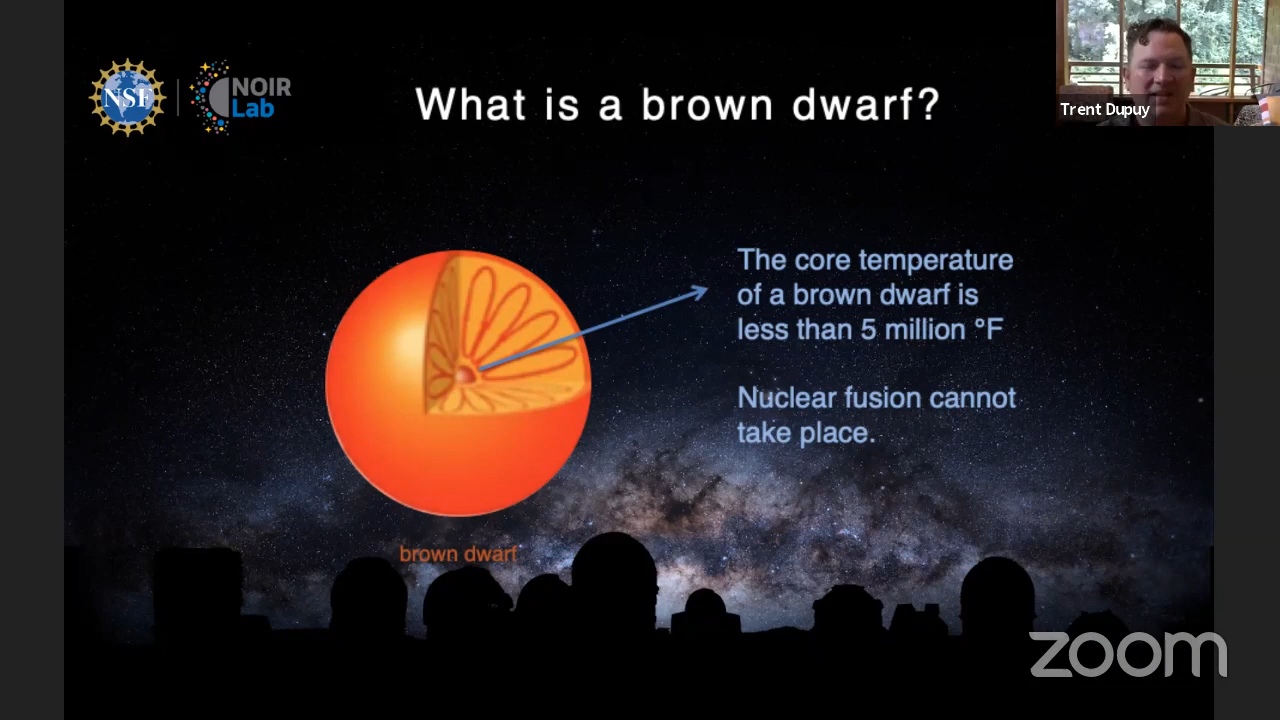 NSF
NOIR
Lab
What is a brown dwarf?
Trent Dupuy
The core temperature
of a brown dwarf is
less than 5 million °F
Nuclear fusion cannot
take place.
brown dwarf
zoom